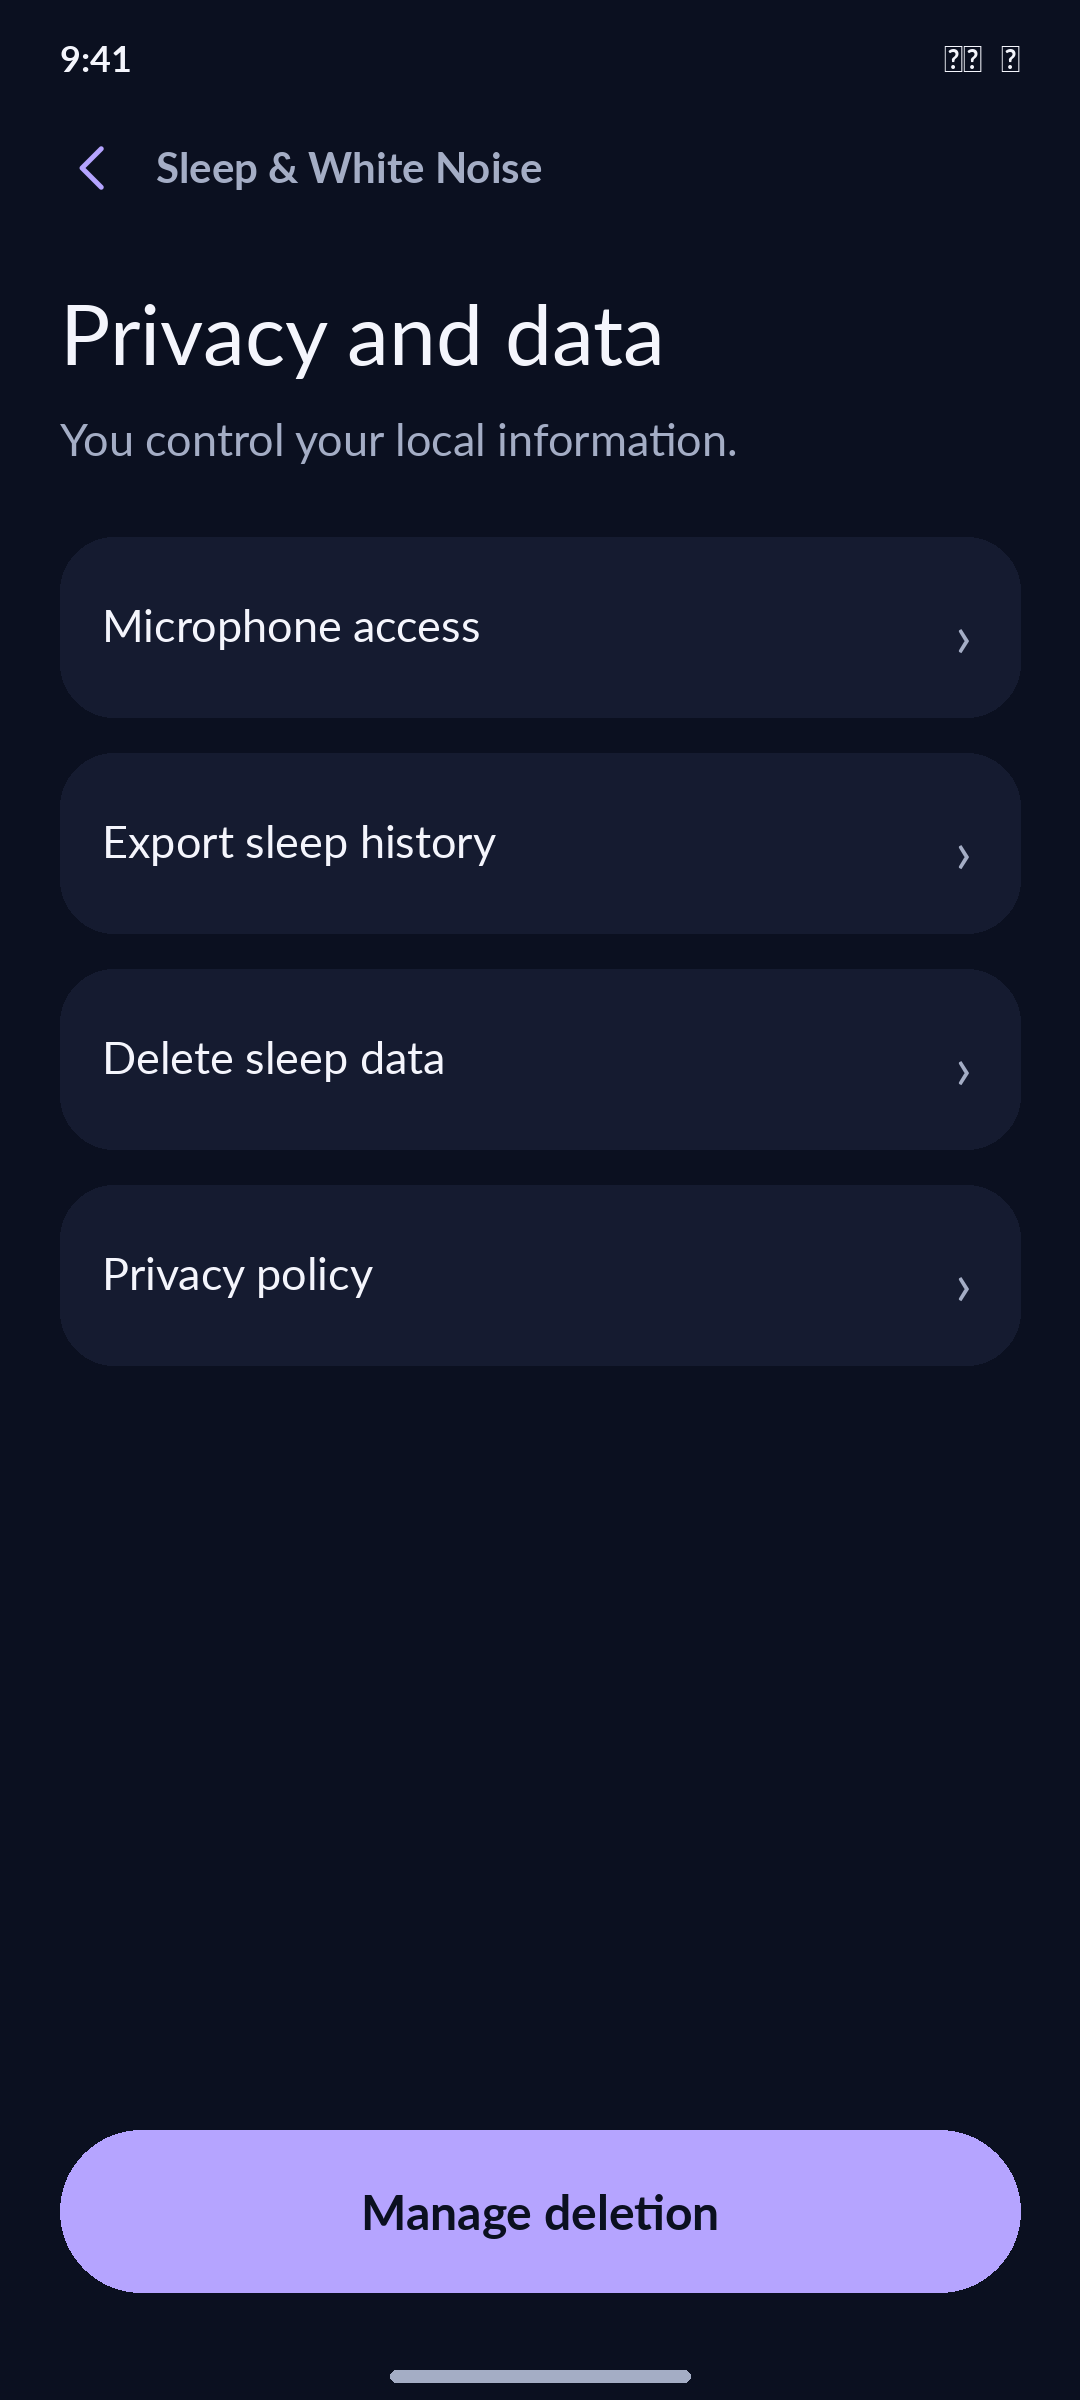 9:41
Sleep & White Noise
Privacy and data
You control your local information.
Microphone access
Export sleep history
Delete sleep data
Privacy policy
Manage deletion